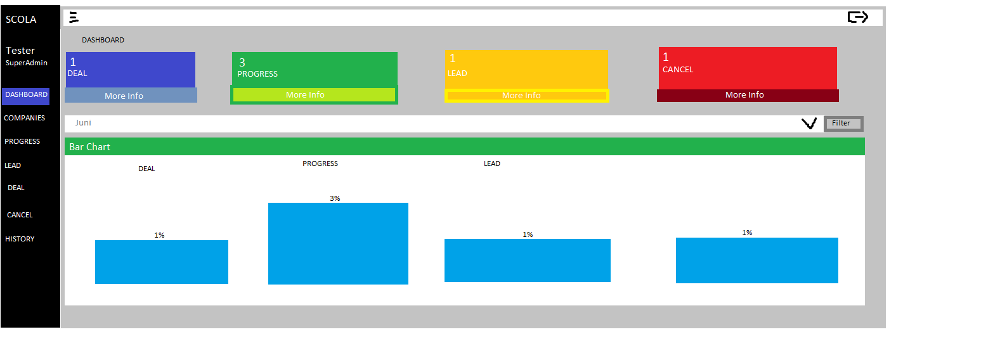 SCOLA
Tester
SuperAdmin
DASHBOARD
COMPANIES
PROGRESS
LEAD
DEAL
CANCEL
HISTORY
DASHBOARD
1
DEAL
More Info
3
PROGRESS
More Info
1
LEAD
More Info
1
CANCEL
More Info
Juni
Filter
Bar Chart
DEAL
PROGRESS
LEAD
1%
3%
1%
1%